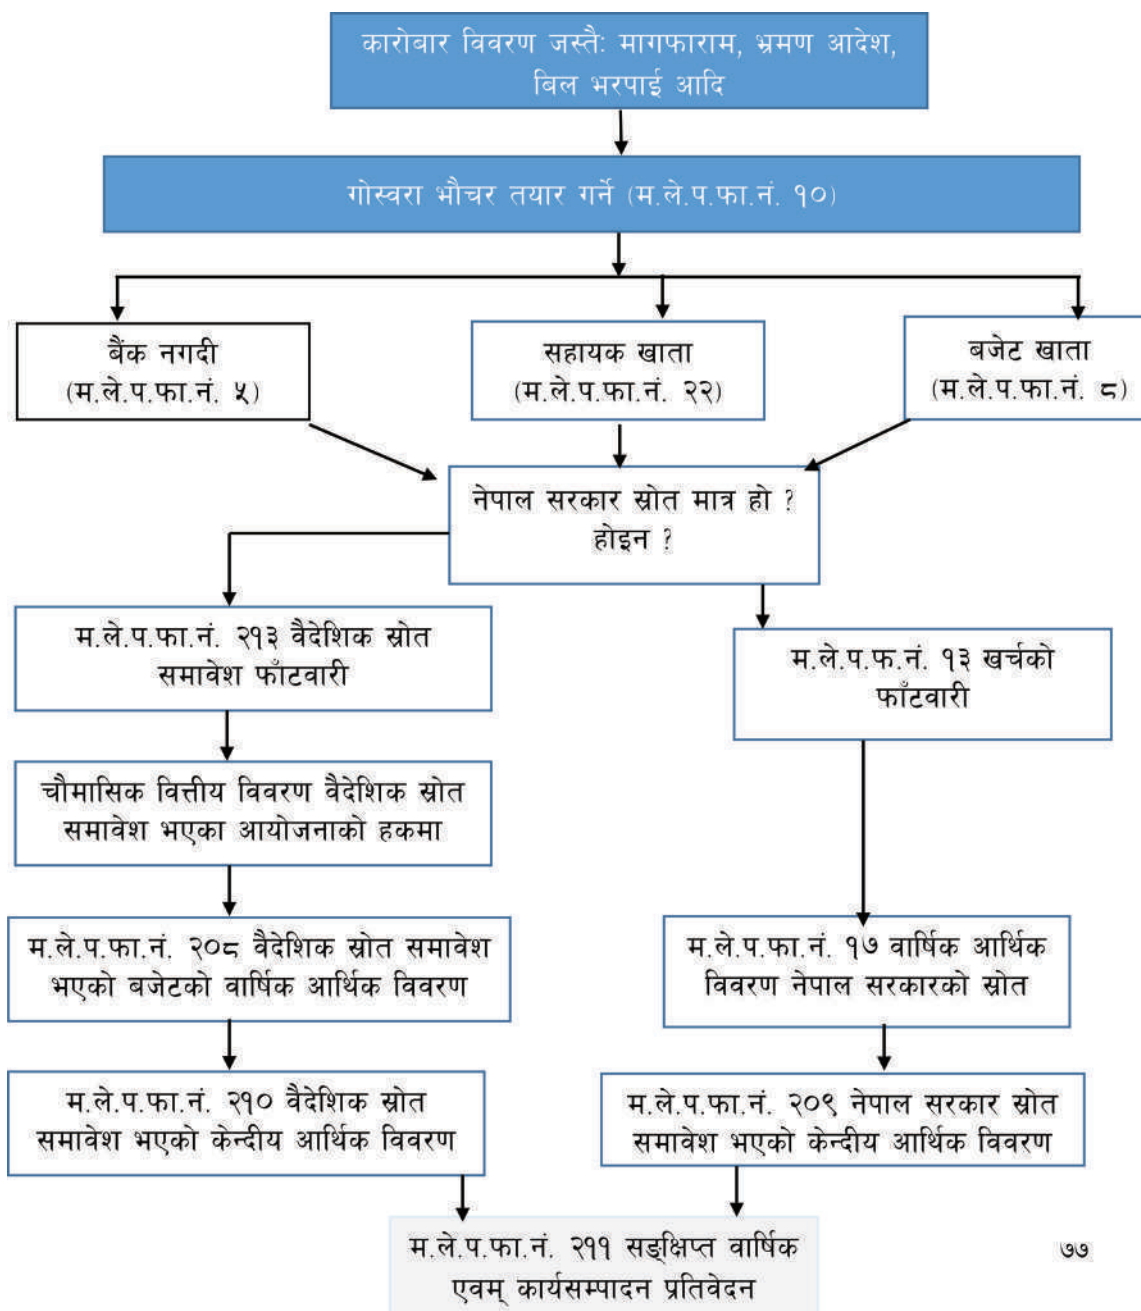 कारोबार विवरण जस्तै: मागफाराम, भ्रमण आदेश,
बिल भरपाई आदि
गोस्वरा भौचर तयार गर्ने (म.ले.प.फा.नं. १०)
बैंक नगदी
(म.ले.प.फा.नं. ५)
सहायक खाता
(म.ले.प.फा.नं. २२)
बजेट खाता
(म.ले.प.फा.नं. ८)
नेपाल सरकार स्रोत मात्र हो ?
होइन ?
म.ले.प.फा.नं. २१३ वैदेशिक स्रोत
समावेश फाँटवारी
म.ले.प.फ.नं. १३ खर्चको
फाँटवारी
चौमासिक वित्तीय विवरण वैदेशिक स्रोत
समावेश भएका आयोजनाको हकमा
म.ले.प.फा.नं. २०८ वैदेशिक स्रोत समावेश
भएको बजेटको वार्षिक आर्थिक विवरण
म.ले.प.फा.नं. १७ वार्षिक आर्थिक
विवरण नेपाल सरकारको स्रोत
म.ले.प.फा.नं. २१० वैदेशिक स्रोत
समावेश भएको केन्दीय आर्थिक विवरण
म.ले.प.फा.नं. २०९ नेपाल सरकार स्रोत
समावेश भएको केन्दीय आर्थिक विवरण
म.ले.प.फा.नं. २११ सङ्क्षिप्त वार्षिक
एवम् कार्यसम्पादन प्रतिवेदन
७७